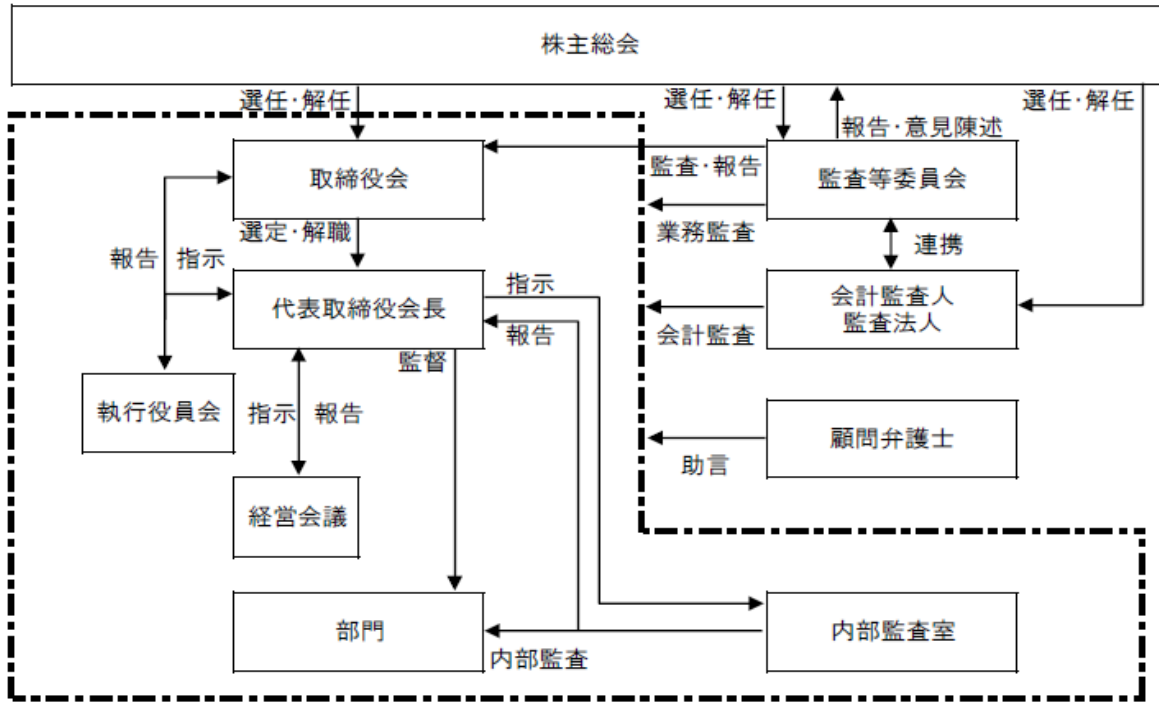 株主総会
選任・解任
選任・解任
選任・解任
報告・意見陳述
取締役会
監査・報告
監査等委員会
選定・解職
業務監査
連携
報告
指示
代表取締役会長
指示
報告
会計監査
会計監査人
監査法人
監督
執行役員会
指示
報告
顧問弁護士
助言
経営会議
部門
内部監査
内部監査室